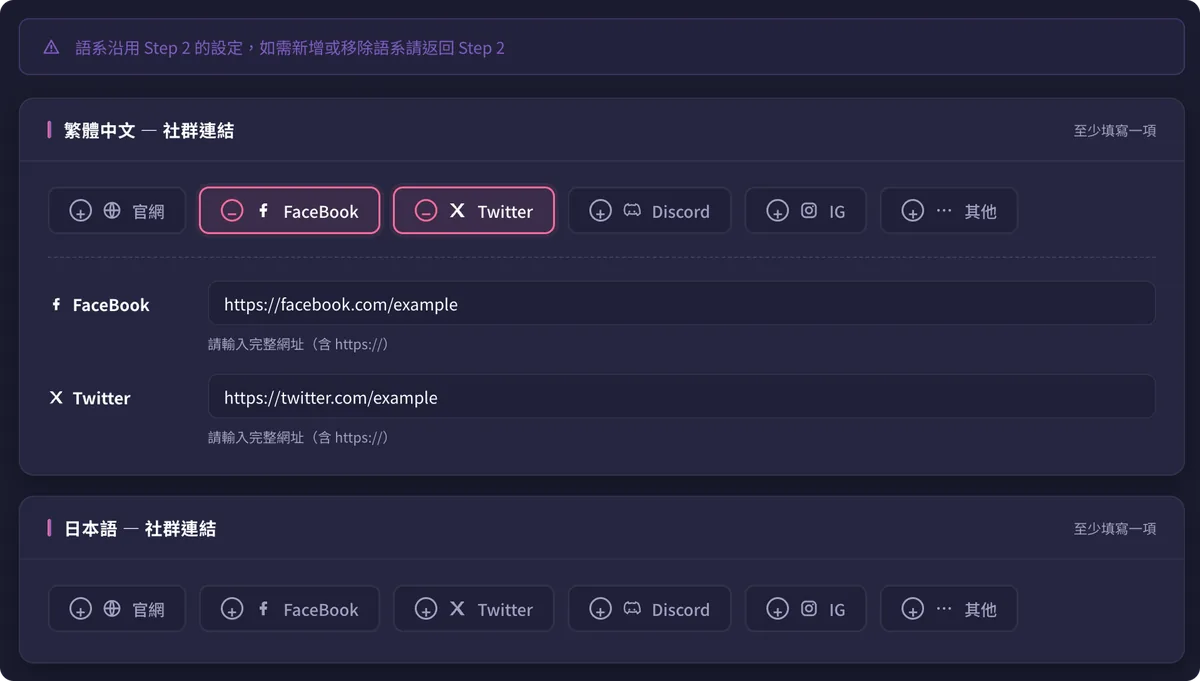 語系沿用 Step 2 的設定，如需新增或移除語系請返回 Step 2
繁體中文 — 社群連結
至少填寫一項
官網
FaceBook
Twitter
Discord
IG
其他
FaceBook
https://facebook.com/example
請輸入完整網址（含 https://）
Twitter
https://twitter.com/example
請輸入完整網址（含 https://）
日本語 — 社群連結
至少填寫一項
官網
FaceBook
Twitter
Discord
IG
其他